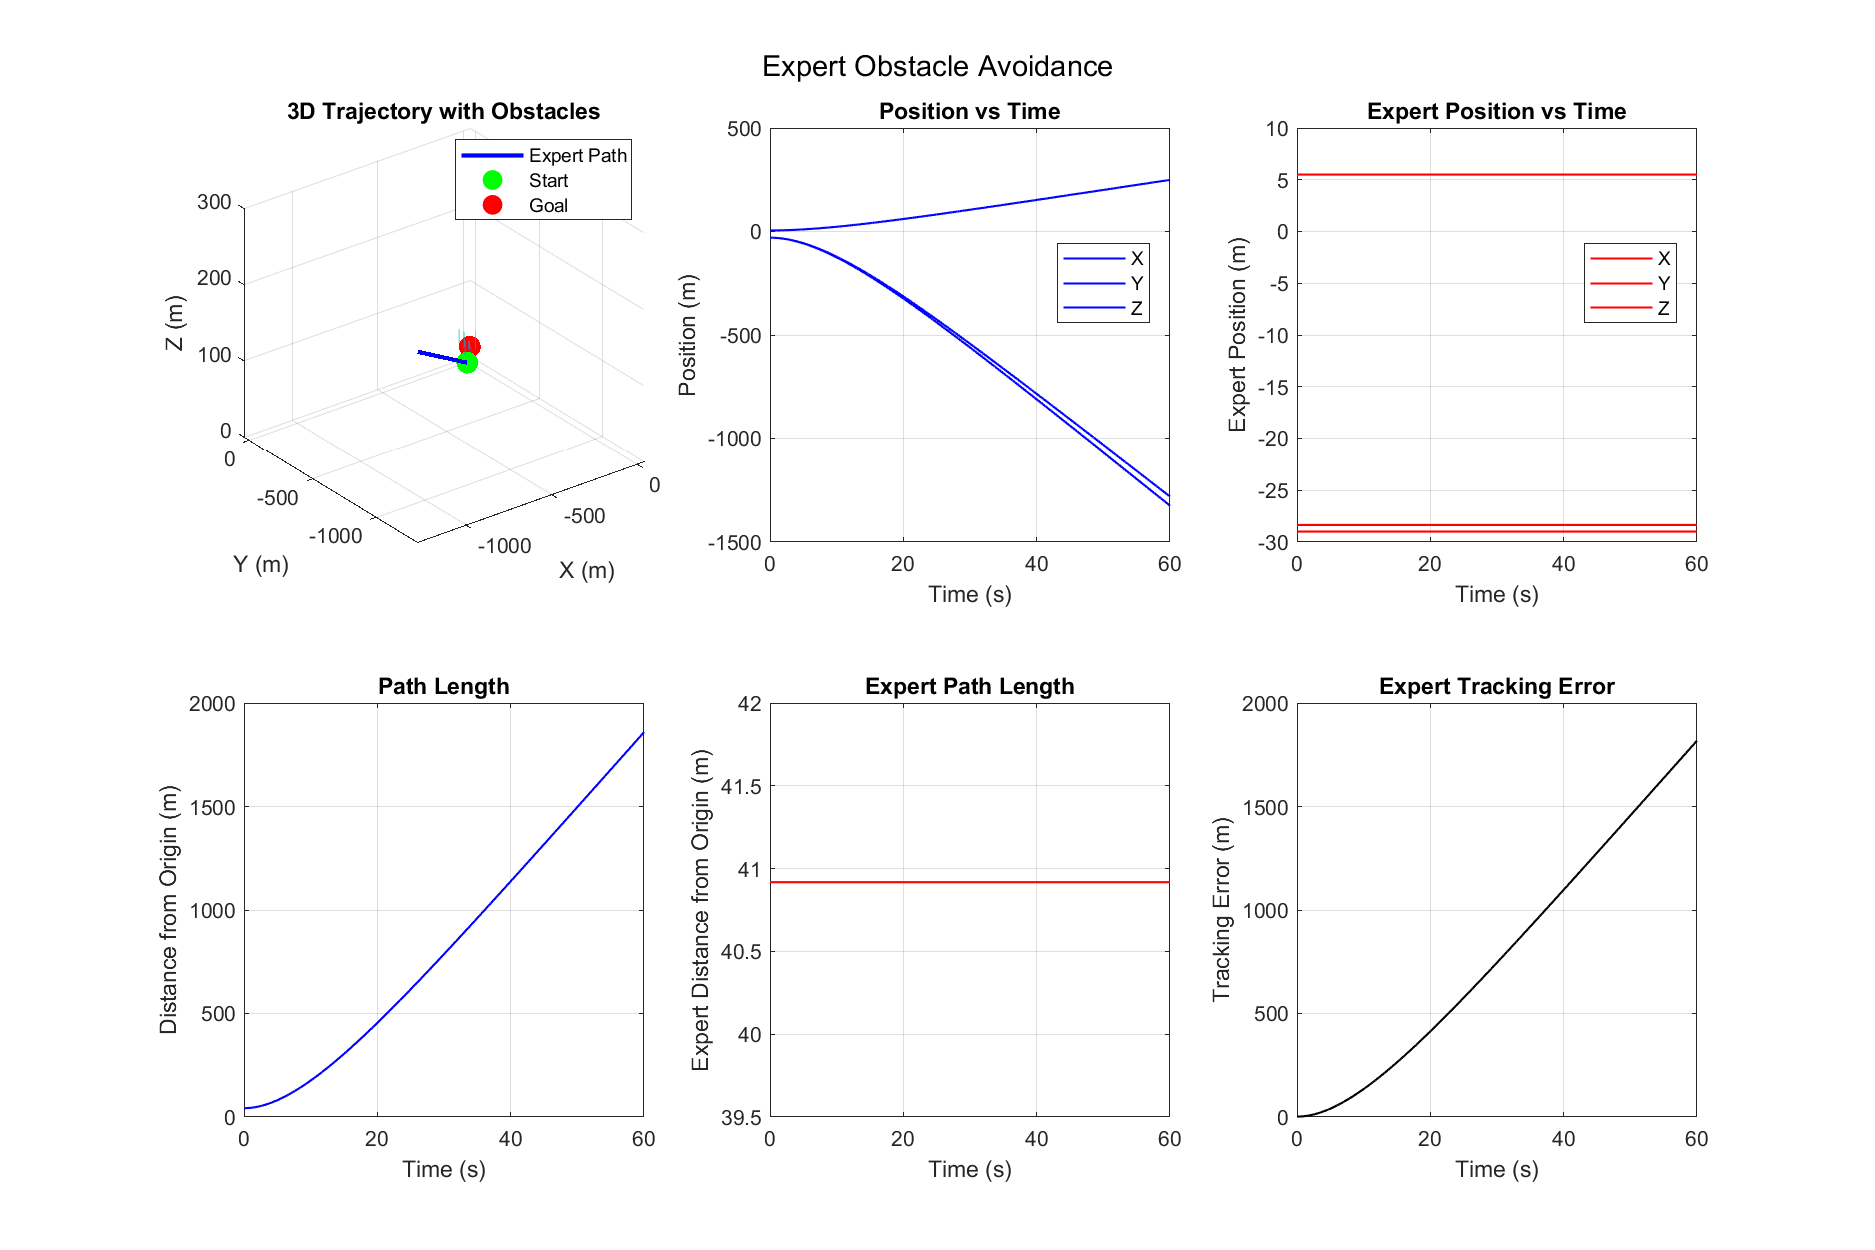 Expert Obstacle Avoidance
3D Trajectory with Obstacles
Expert Path
Start
Goal
300
200
100
0
Z (m)
0
-500
-1000
Y (m)
-1000
-500
0
X (m)
Position vs Time
500
0
-500
-1000
-1500
Position (m)
X
Y
Z
0 20 40 60
Time (s)
Expert Position vs Time
10
5
0
-5
-10
-15
-20
-25
-30
Expert Position (m)
X
Y
Z
0 20 40 60
Time (s)
Path Length
2000
1500
1000
500
0
Distance from Origin (m)
0 20 40 60
Time (s)
Expert Path Length
42
41.5
41
40.5
40
39.5
Expert Distance from Origin (m)
0 20 40 60
Time (s)
Expert Tracking Error
2000
1500
1000
500
0
Tracking Error (m)
0 20 40 60
Time (s)